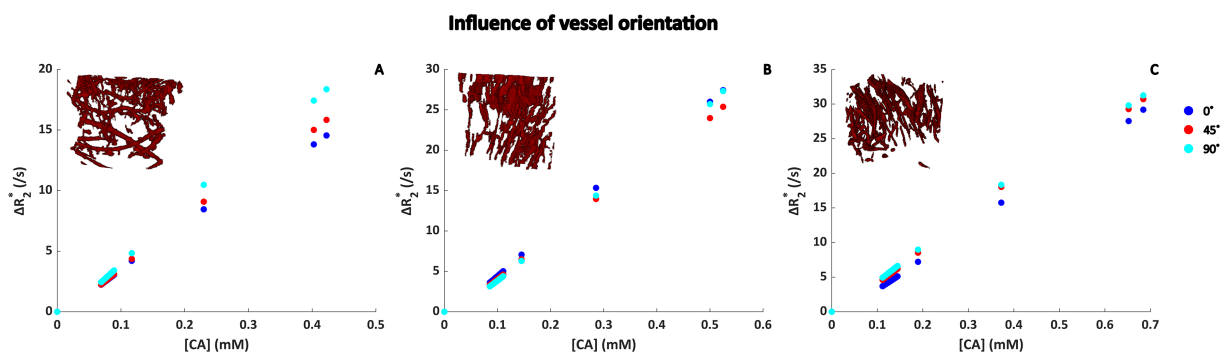 Influence of vessel orientation
A
20
15
10
5
0
ΔR₂* (/s)
0 0.1 0.2 0.3 0.4 0.5
[CA] (mM)
B
30
25
20
15
10
5
0
ΔR₂* (/s)
0 0.1 0.2 0.3 0.4 0.5 0.6
[CA] (mM)
C
35
30
25
20
15
10
5
0
ΔR₂* (/s)
0 0.1 0.2 0.3 0.4 0.5 0.6 0.7
[CA] (mM)
0°
45°
90°